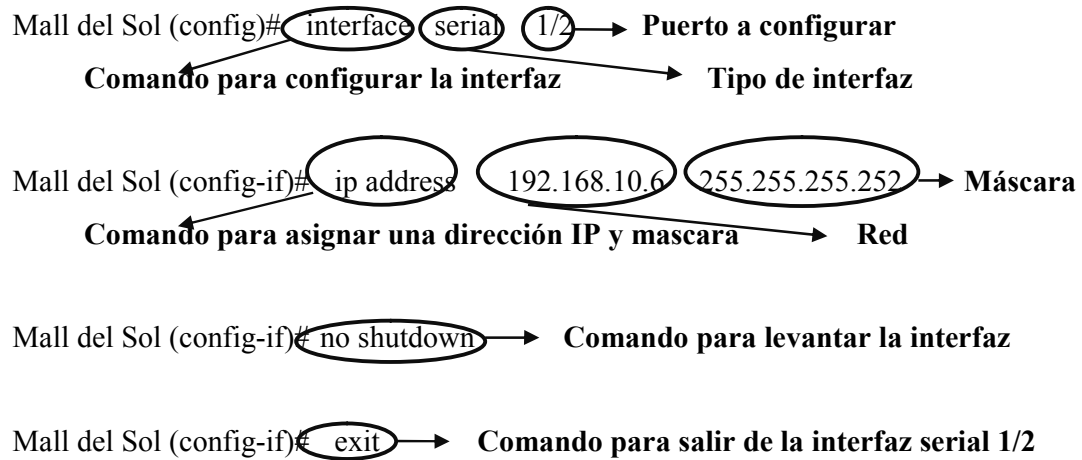 Mall del Sol (config)# interface serial 1/2 Puerto a configurar
Comando para configurar la interfaz Tipo de interfaz
Mall del Sol (config-if)# ip address 192.168.10.6 255.255.255.252 Máscara
Comando para asignar una dirección IP y mascara Red
Mall del Sol (config-if)# no shutdown Comando para levantar la interfaz
Mall del Sol (config-if)# exit Comando para salir de la interfaz serial 1/2